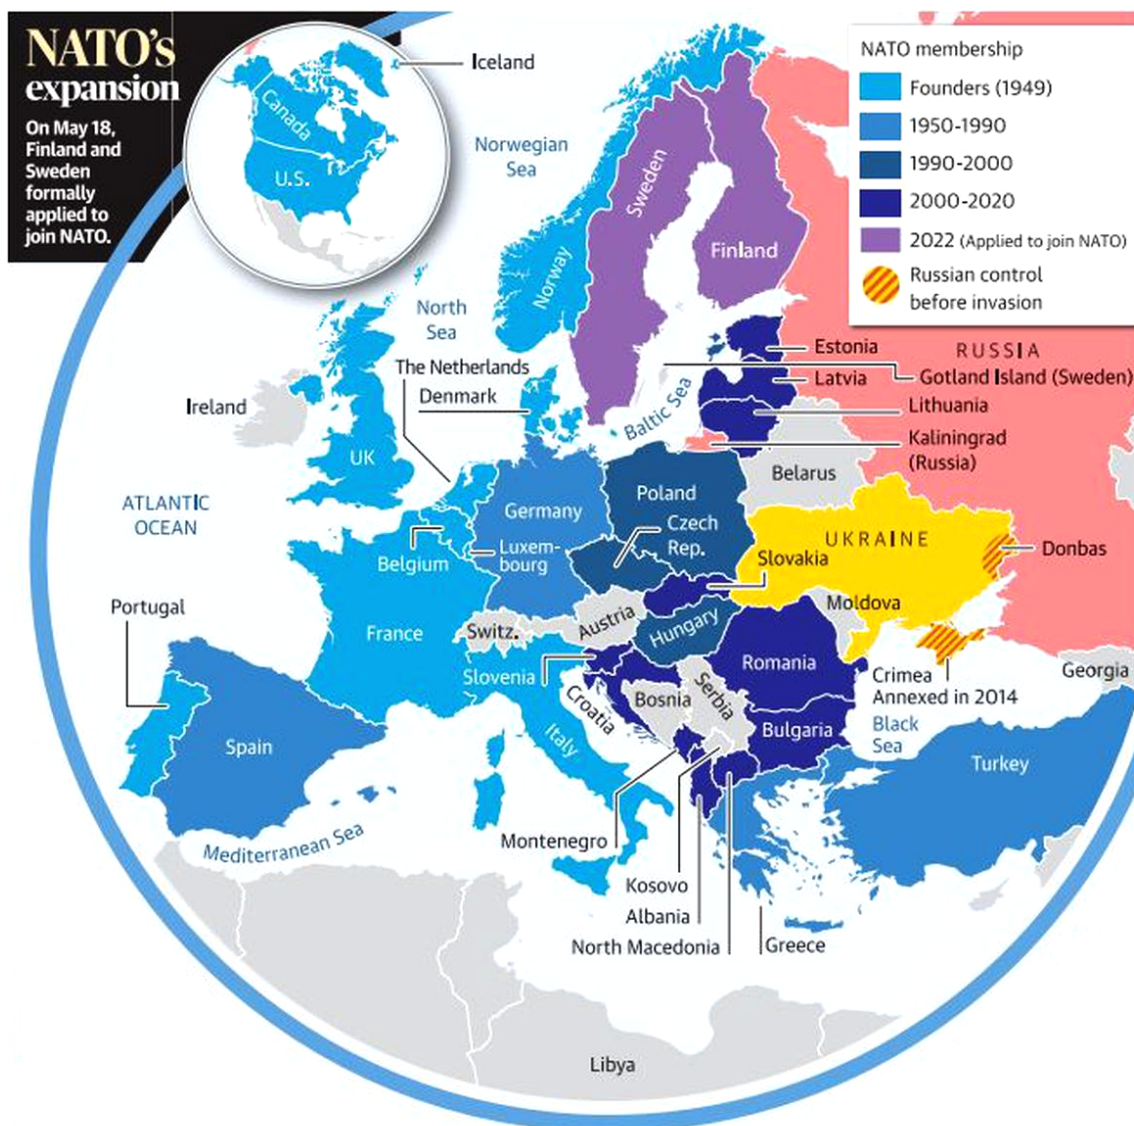 NATO's
expansion
On May 18,
Finland and
Sweden
formally
applied to
join NATO.
Canada
U.S.
Iceland
NATO membership
Founders (1949)
1950-1990
1990-2000
2000-2020
2022 (Applied to join NATO)
Russian control
before invasion
Norwegian
Sea
Sweden
Finland
Norway
North
Sea
The Netherlands
Denmark
Baltic Sea
Estonia
RUSSIA
Latvia
Gotland Island (Sweden)
Lithuania
Kaliningrad
(Russia)
Ireland
UK
Belarus
ATLANTIC
OCEAN
Germany
Poland
Czech
Rep.
UKRAINE
Donbas
Belgium
Luxem-
bourg
Slovakia
Portugal
France
Switz.
Austria
Hungary
Moldova
Slovenia
Romania
Crimea
Annexed in 2014
Georgia
Croatia
Bosnia
Serbia
Spain
Italy
Bulgaria
Black
Sea
Turkey
Mediterranean Sea
Montenegro
Kosovo
Albania
North Macedonia
Greece
Libya